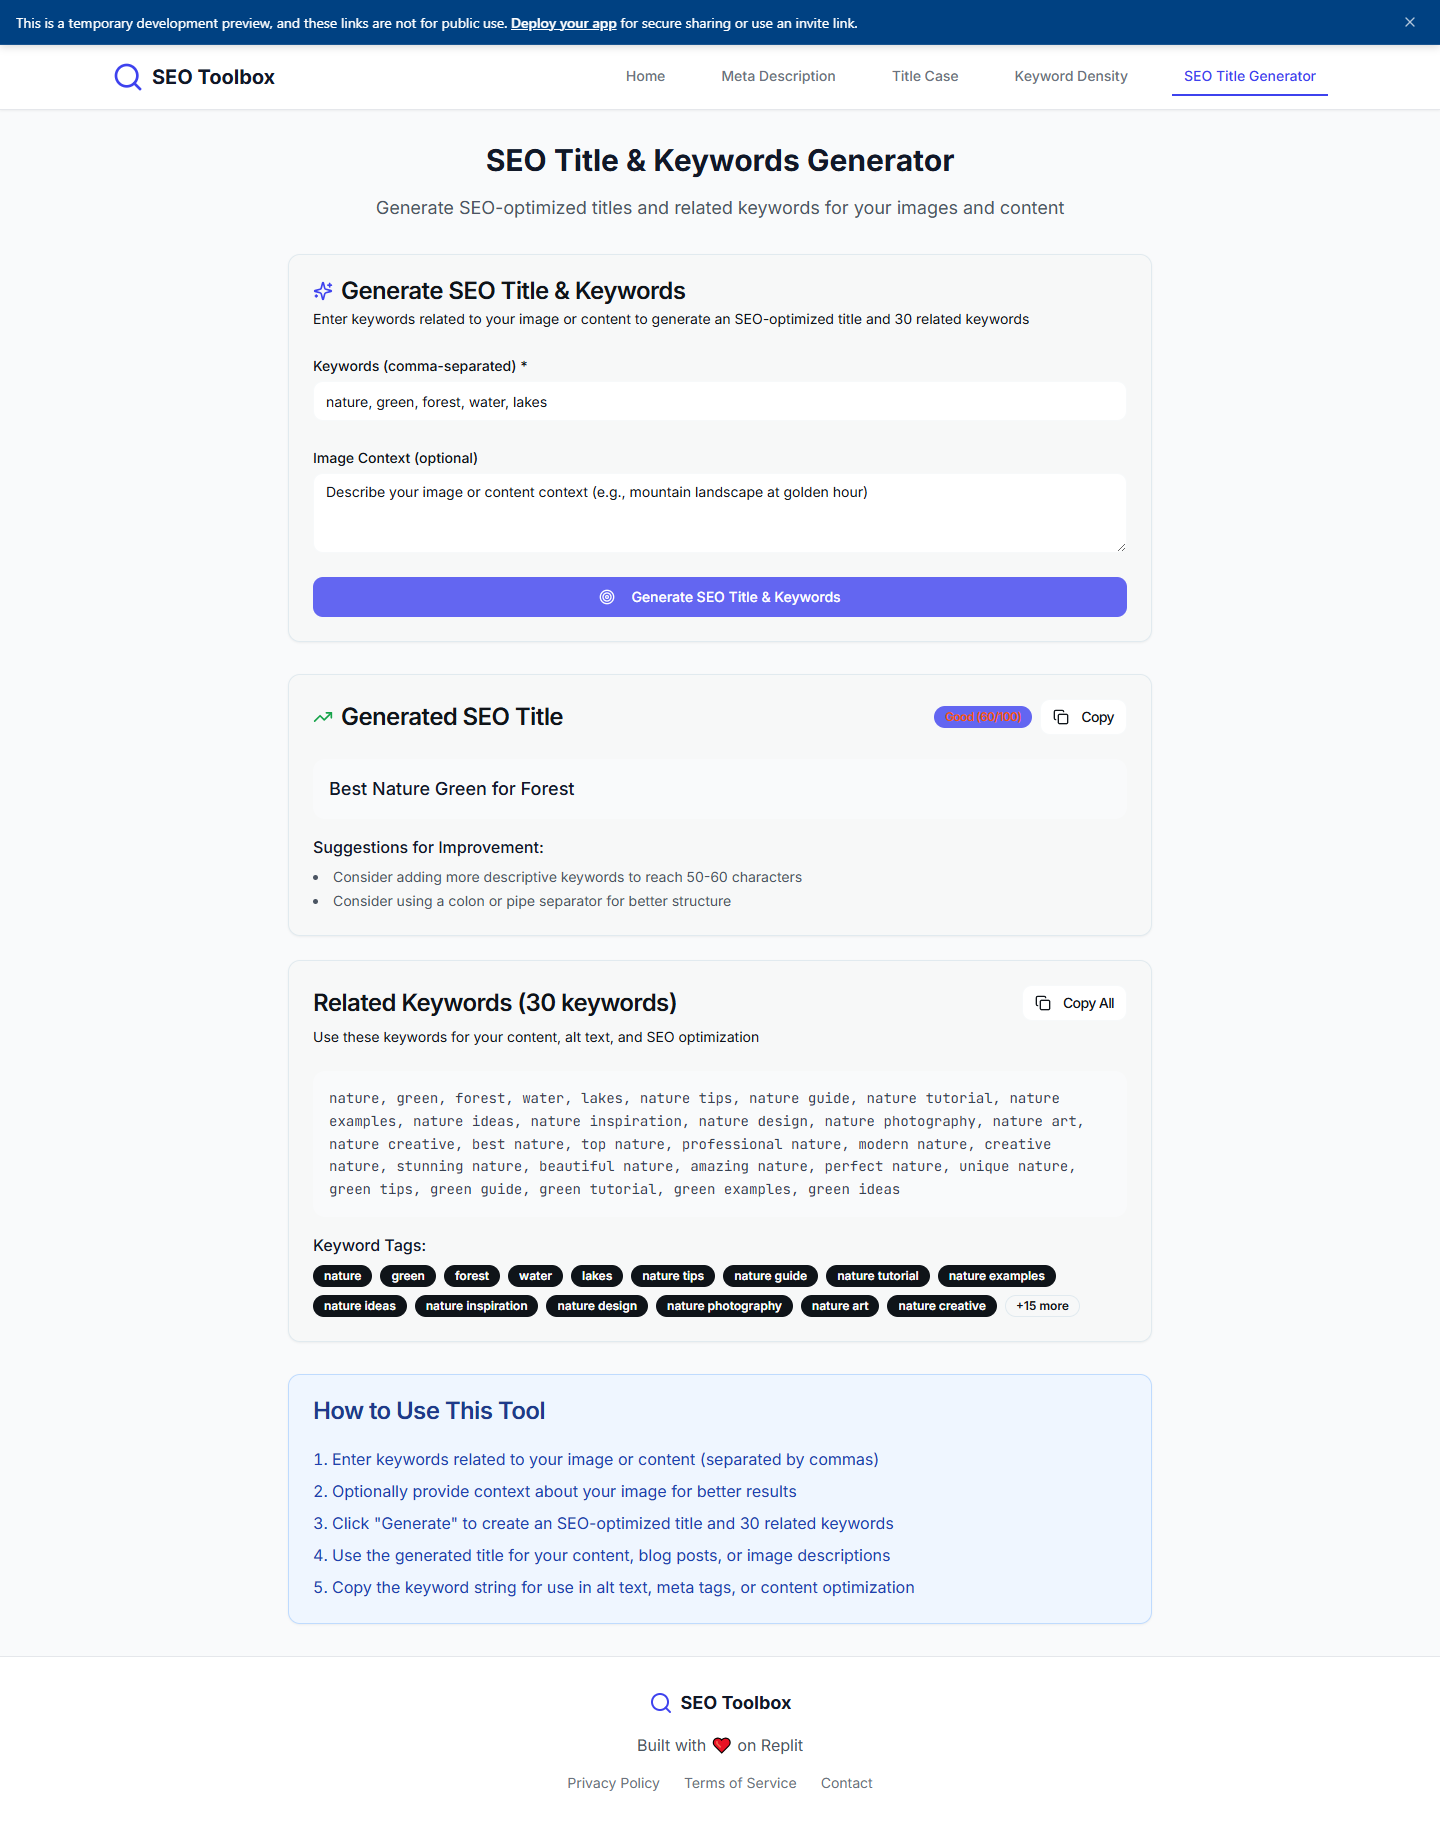 This is a temporary development preview, and these links are not for public use. Deploy your app for secure sharing or use an invite link.
SEO Toolbox
Home
Meta Description
Title Case
Keyword Density
SEO Title Generator
SEO Title & Keywords Generator
Generate SEO-optimized titles and related keywords for your images and content
Generate SEO Title & Keywords
Enter keywords related to your image or content to generate an SEO-optimized title and 30 related keywords
Keywords (comma-separated) *
nature, green, forest, water, lakes
Image Context (optional)
Describe your image or content context (e.g., mountain landscape at golden hour)
Generate SEO Title & Keywords
Generated SEO Title
Good
Copy
Best Nature Green for Forest
Suggestions for Improvement:
Consider adding more descriptive keywords to reach 50-60 characters
Consider using a colon or pipe separator for better structure
Related Keywords (30 keywords)
Copy All
Use these keywords for your content, alt text, and SEO optimization
nature, green, forest, water, lakes, nature tips, nature guide, nature tutorial, nature
examples, nature ideas, nature inspiration, nature design, nature photography, nature art,
nature creative, best nature, top nature, professional nature, modern nature, creative
nature, stunning nature, beautiful nature, amazing nature, perfect nature, unique nature,
green tips, green guide, green tutorial, green examples, green ideas
Keyword Tags:
nature green forest water lakes nature tips nature guide nature tutorial nature examples
nature ideas nature inspiration nature design nature photography nature art nature creative +15 more
How to Use This Tool
1. Enter keywords related to your image or content (separated by commas)
2. Optionally provide context about your image for better results
3. Click "Generate" to create an SEO-optimized title and 30 related keywords
4. Use the generated title for your content, blog posts, or image descriptions
5. Copy the keyword string for use in alt text, meta tags, or content optimization
SEO Toolbox
Built with ❤️ on Replit
Privacy Policy
Terms of Service
Contact